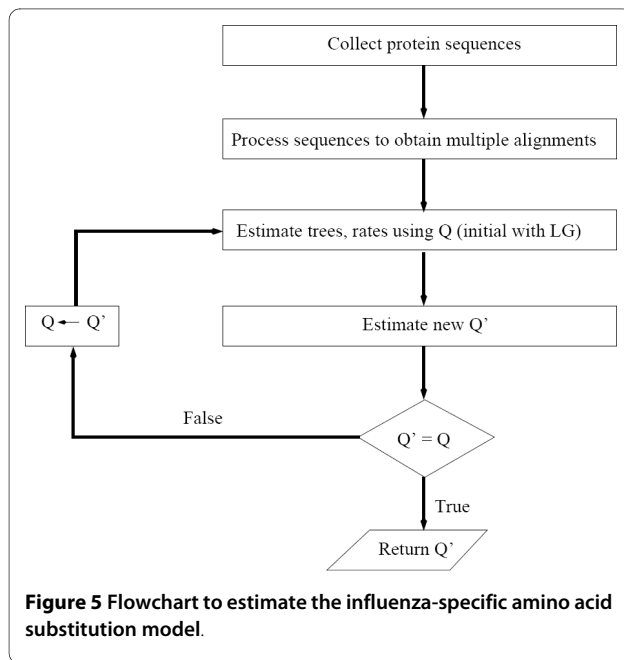 Collect protein sequences
Process sequences to obtain multiple alignments
Estimate trees, rates using Q (initial with LG)
Q ← Q’
Estimate new Q’
False
Q’ = Q
True
Return Q’
Figure 5 Flowchart to estimate the influenza-specific amino acid
substitution model.